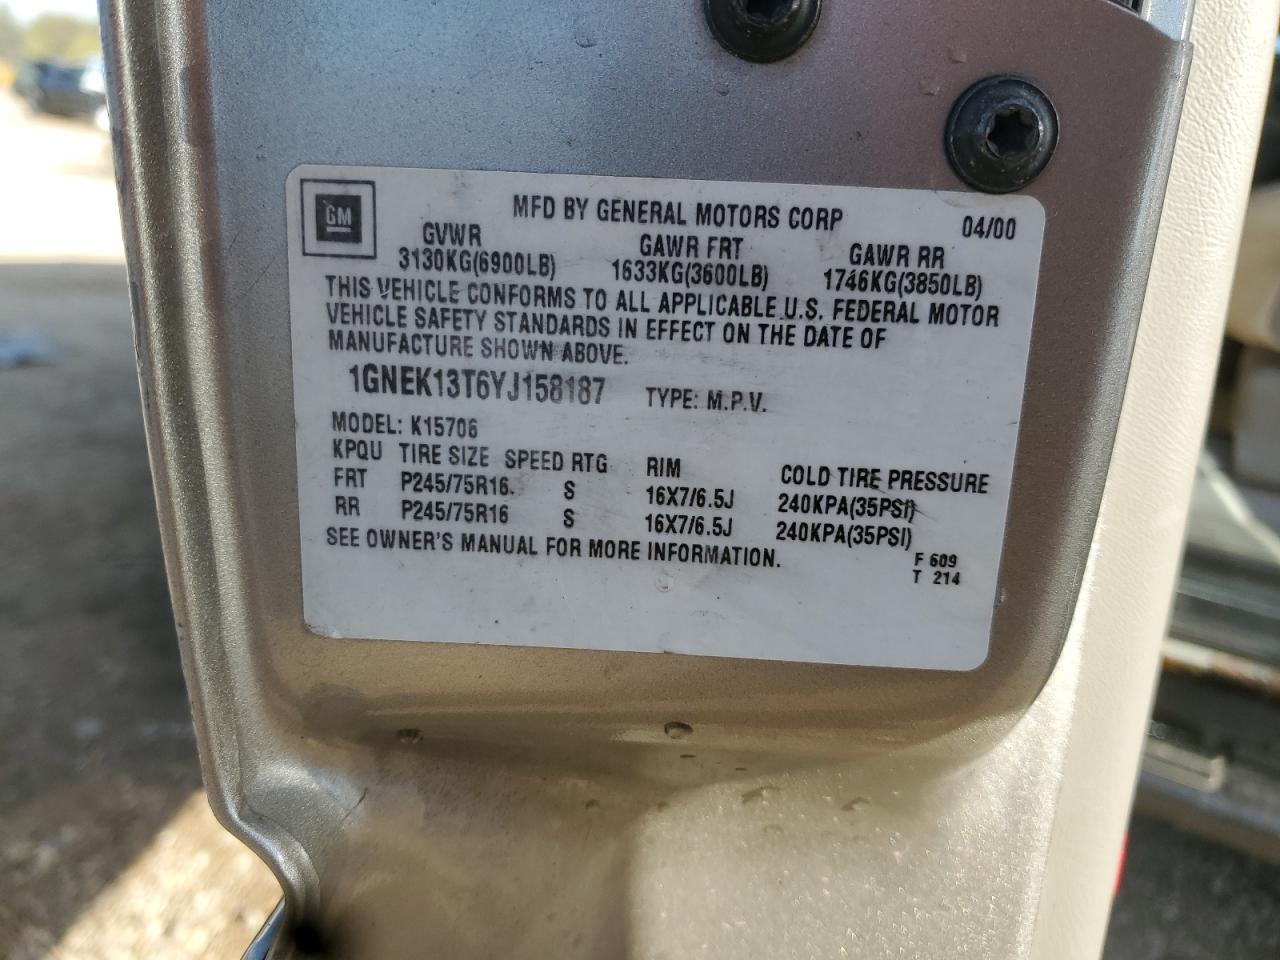 GM
MFD BY GENERAL MOTORS CORP 04/00
GVWR GAWR FRT GAWR RR
3130KG(6900LB) 1633KG(3600LB) 1746KG(3850LB)
THIS VEHICLE CONFORMS TO ALL APPLICABLE U.S. FEDERAL MOTOR
VEHICLE SAFETY STANDARDS IN EFFECT ON THE DATE OF
MANUFACTURE SHOWN ABOVE.
1GNEK13T6YJ158187 TYPE: M.P.V.
MODEL: K15706
KPQU TIRE SIZE SPEED RTG RIM COLD TIRE PRESSURE
FRT P245/75R16 S 16X7/6.5J 240KPA(35PSI)
RR P245/75R16 S 16X7/6.5J 240KPA(35PSI)
SEE OWNER'S MANUAL FOR MORE INFORMATION.
F 609
T 214